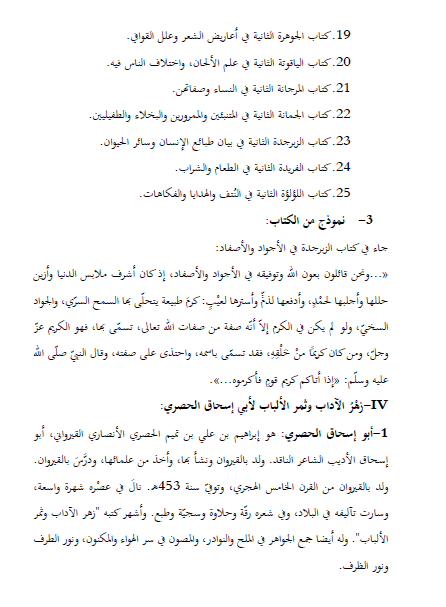 19. كتاب الجوهرة الثانية في أعاريض الشعر وعلل القوافي.
20. كتاب الياقوتة الثانية في علم الألحان، واختلاف الناس فيه.
21. كتاب المرجانة الثانية في النساء وصفاتهن.
22. كتاب الجمانة الثانية في المتنبئين والممرورين والبخلاء والطفيليين.
23. كتاب الزبرجدة الثانية في بيان طبائع الإنسان وسائر الحيوان.
24. كتاب الفريدة الثانية في الطعام والشراب.
25. كتاب اللؤلؤة الثانية في النُتف والهدايا والفكاهات.
3- نموذج من الكتاب:
جاء في كتاب الزبرجدة في الأجواد والأصفاد:
«...ونحن قائلون بعون الله وتوفيقه في الأجواد والأصفاد، إذ كان أشرف ملابس الدنيا وأزين
حللها وأجلبها لحمْدٍ، وأدفعها لذمٍّ وأسترها لعيْبٍ: كرمَ طبيعة يتحلّى بها السمح السرّي، والجواد
السخيّ، ولو لم يكن في الكرم إلاّ أنّه صفة من صفات الله تعالى، تسمّى بها، فهو الكريم عزّ
وجلّ، ومن كان كريمًا منْ خَلْقِهِ، فقد تسمّى باسمه، واحتذى على صفته، وقال النبيّ صلّى الله
عليه وسلّم: «إذا أتاكم كريم قومٍ فأكرموه...».
IV-زهْرُ الآداب وثمر الألباب لأبي إسحاق الحصري:
1-أبو إسحاق الحصري: هو إبراهيم بن علي بن تميم الحصري الأنصاري القيرواني، أبو
إسحاق الأديب الشاعر الناقد. ولد بالقيروان ونشأ بها، وأخذ من علمائها، ودرَّسَ بالقيروان.
ولد بالقيروان من القرن الخامس الهجري، وتوفيّ سنة 453هـ. نالَ في عصْره شهرة واسعة،
وسارت تآليفه في البلاد، وفي شعره رقّة وحلاوة وسجيّة وطبع. وأشهر كتبه "زهر الآداب وثمر
الألباب". وله أيضا جمع الجواهر في الملح والنوادر، والمصون في سر الهواء والمكنون، ونور الطرف
ونور الظرف.